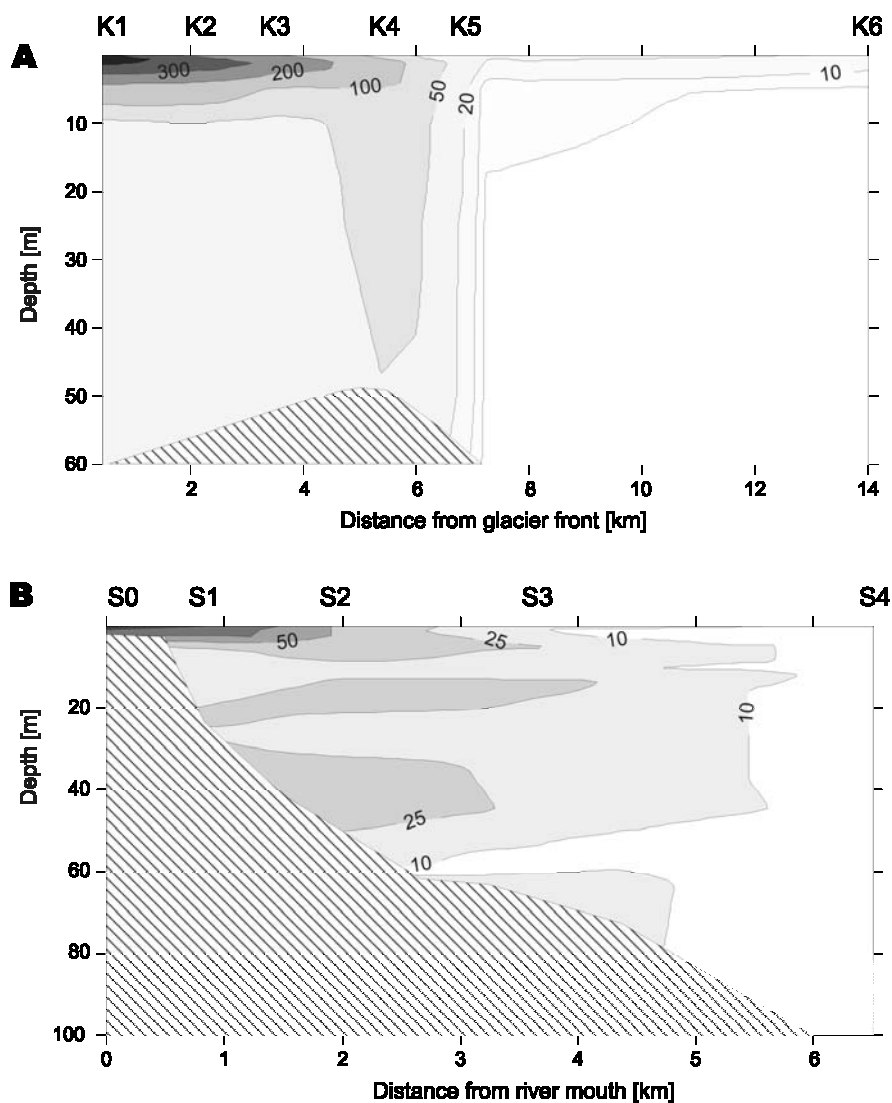 K1 K2 K3 K4 K5 K6
A
300 200 100 50 20 10
10
20
30
40
50
60
Depth [m]
2 4 6 8 10 12 14
Distance from glacier front [km]
B
S0 S1 S2 S3 S4
50 25 10
20
10
40
25
10
60
80
100
Depth [m]
0 1 2 3 4 5 6
Distance from river mouth [km]